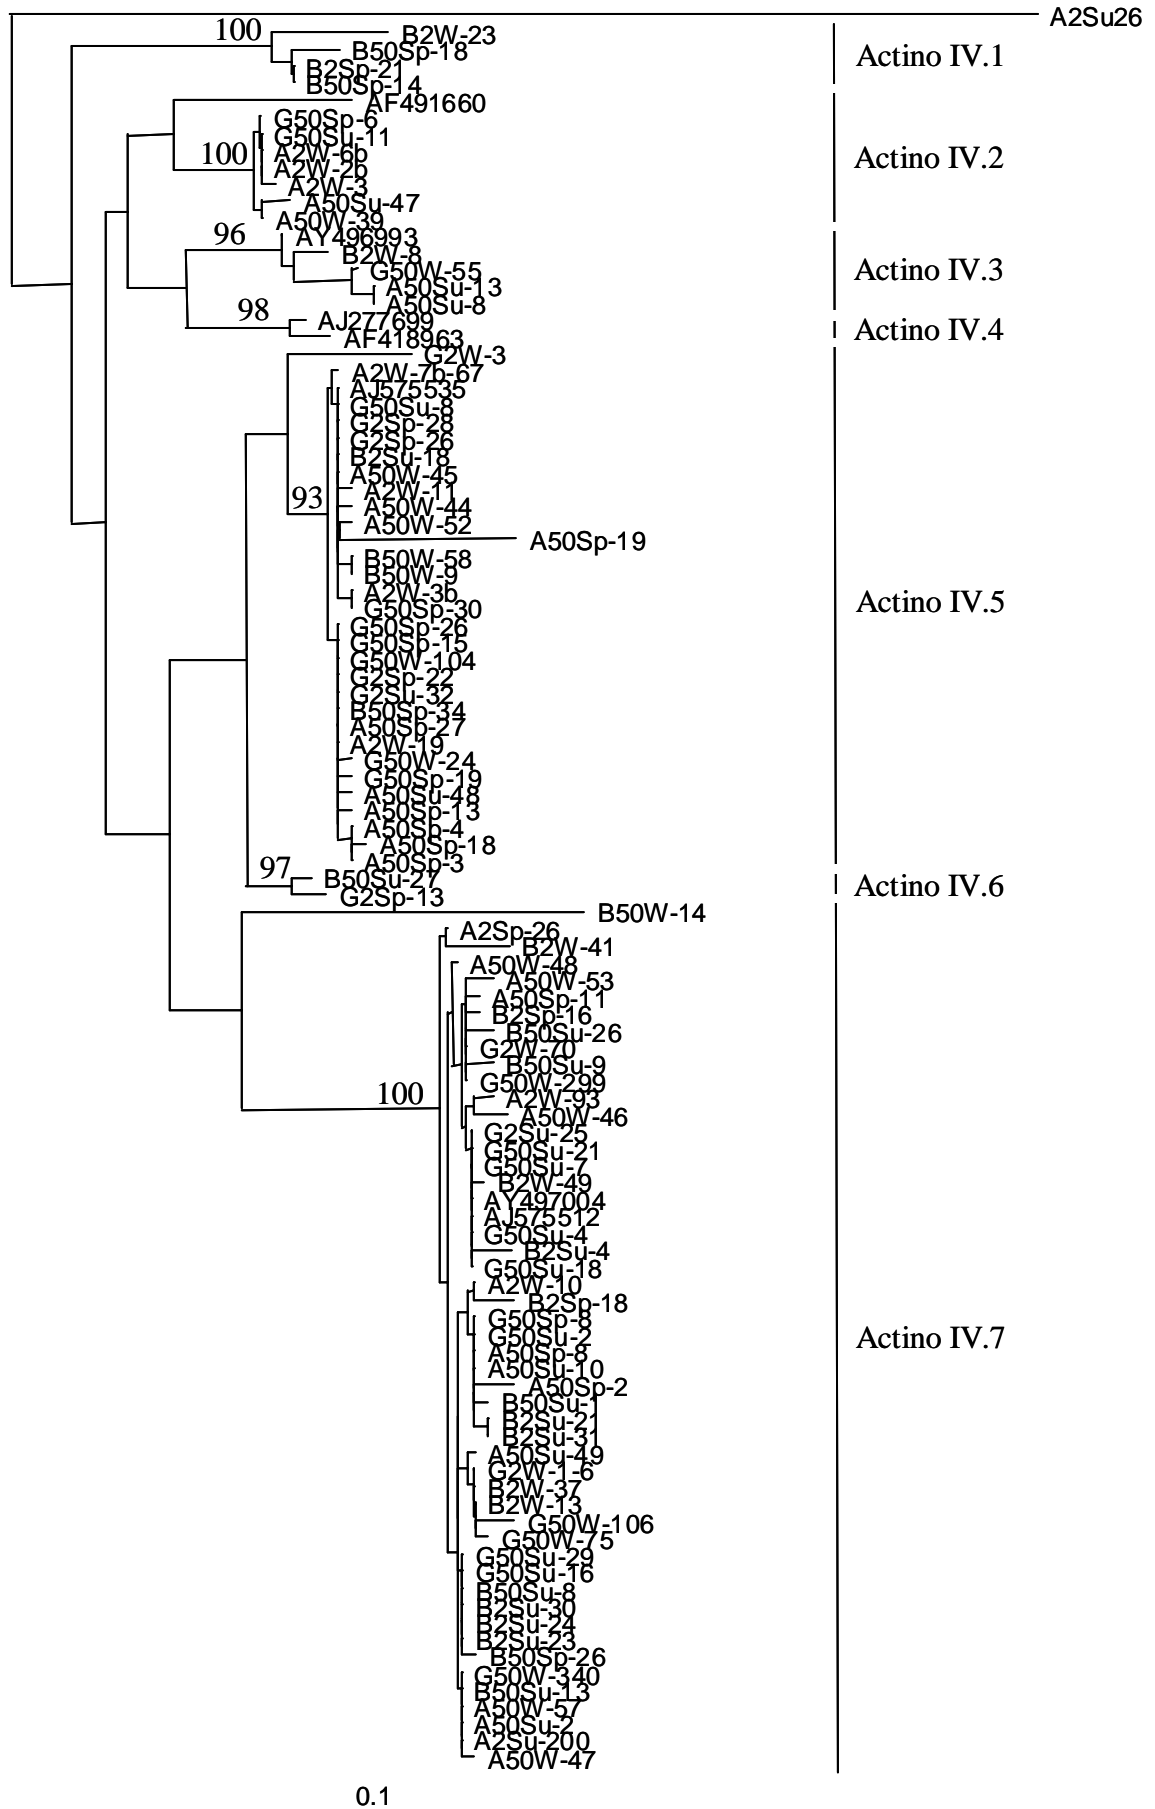 A2Su26
100
B2W-23
B50Sp-18
Actino IV.1
B2Sp-21
B50Sp-14
AF491660
G50Sp-6
G50Su-11
100
A2W-6b
Actino IV.2
A2W-2b
A2W-3
A50Su-47
A50W-39
96
AY496993
B2W-8
G50W-55
Actino IV.3
A50Su-13
A50Su-8
98
AJ277699
Actino IV.4
AF418963
G2W-3
A2W-7b-67
AJ575535
G50Su-8
G2Sp-28
G2Sp-26
B2Su-18
A50W-45
93
A2W-11
A50W-44
A50W-52
A50Sp-19
B50W-58
B50W-9
A2W-3b
Actino IV.5
G50Sp-30
G50Sp-26
G50Sp-15
G50W-104
G2Sp-22
G2Su-32
B50Sp-34
A50Sp-27
A2W-19
G50W-24
G50Sp-19
A50Su-48
A50Sp-13
A50Sp-4
A50Sp-18
A50Sp-3
97
B50Su-27
Actino IV.6
G2Sp-13
B50W-14
A2Sp-26
B2W-41
A50W-48
A50W-53
A50Sp-11
B2Sp-16
B50Su-26
G2W-70
B50Su-9
G50W-299
100
A2W-93
A50W-46
G2Su-25
G50Su-21
G50Su-7
B2W-49
AY497004
AJ575512
G50Su-4
B2Su-4
G50Su-18
A2W-10
B2Sp-18
G50Sp-8
G50Su-2
Actino IV.7
A50Sp-8
A50Su-10
A50Sp-2
B50Su-1
B2Su-21
B2Su-31
A50Su-49
G2W-1-6
B2W-37
B2W-13
G50W-106
G50W-75
G50Su-29
G50Su-16
B50Su-8
B2Su-30
B2Su-24
B2Su-23
B50Sp-26
G50W-340
B50Su-13
A50W-57
A50Su-2
A2Su-200
A50W-47
0.1